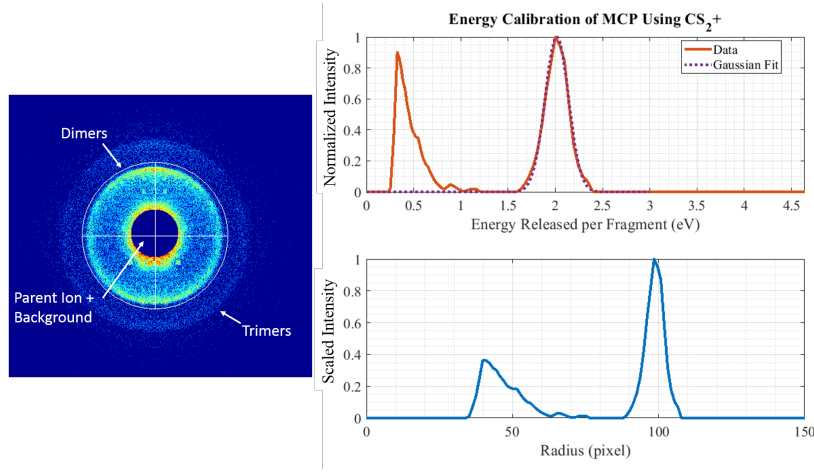 Dimers
Parent Ion +
Background
Trimers
Energy Calibration of MCP Using CS2+
Normalized Intensity
1
0.8
0.6
0.4
0.2
0
Data
Gaussian Fit
0 0.5 1 1.5 2 2.5 3 3.5 4 4.5
Energy Released per Fragment (eV)
Scaled Intensity
1
0.8
0.6
0.4
0.2
0
0 50 100 150
Radius (pixel)